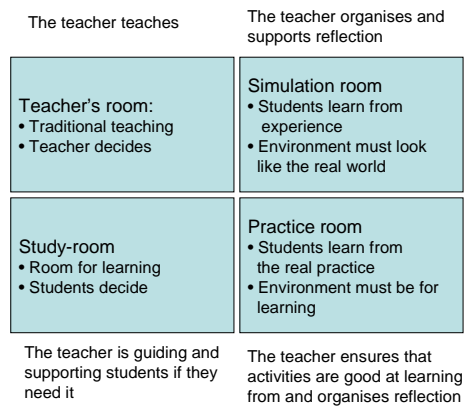 The teacher teaches
The teacher organises and
supports reflection
Teacher's room:
• Traditional teaching
• Teacher decides
Simulation room
• Students learn from
experience
• Environment must look
like the real world
Study-room
• Room for learning
• Students decide
Practice room
• Students learn from
the real practice
• Environment must be for
learning
The teacher is guiding and
supporting students if they
need it
The teacher ensures that
activities are good at learning
from and organises reflection